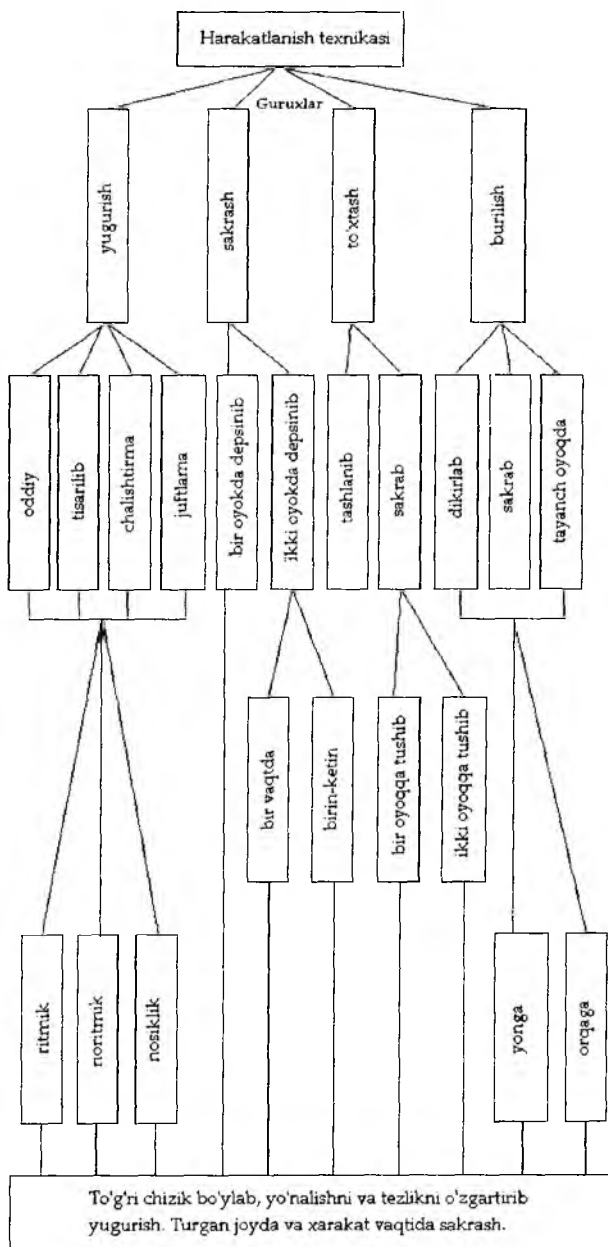 Harakatlanish texnikasi
Guruxlar
yugurish
sakrash
to'xtash
burilish
oddiy
tisarilib
chalishtirma
juftlama
bir oyokda depsinib
ikki oyokda depsinib
tashlanib
sakrab
dikirlab
sakrab
tayanch oyoqda
bir vaqtda
birin-ketin
bir oyoqqa tushib
ikki oyoqqa tushib
ritmik
noritmik
nosiklik
yonga
orqaga
To'g'ri chizik bo'ylab, yo'nalishni va tezlikni o'zgartirib
yugurish. Turgan joyda va xarakat vaqtida sakrash.